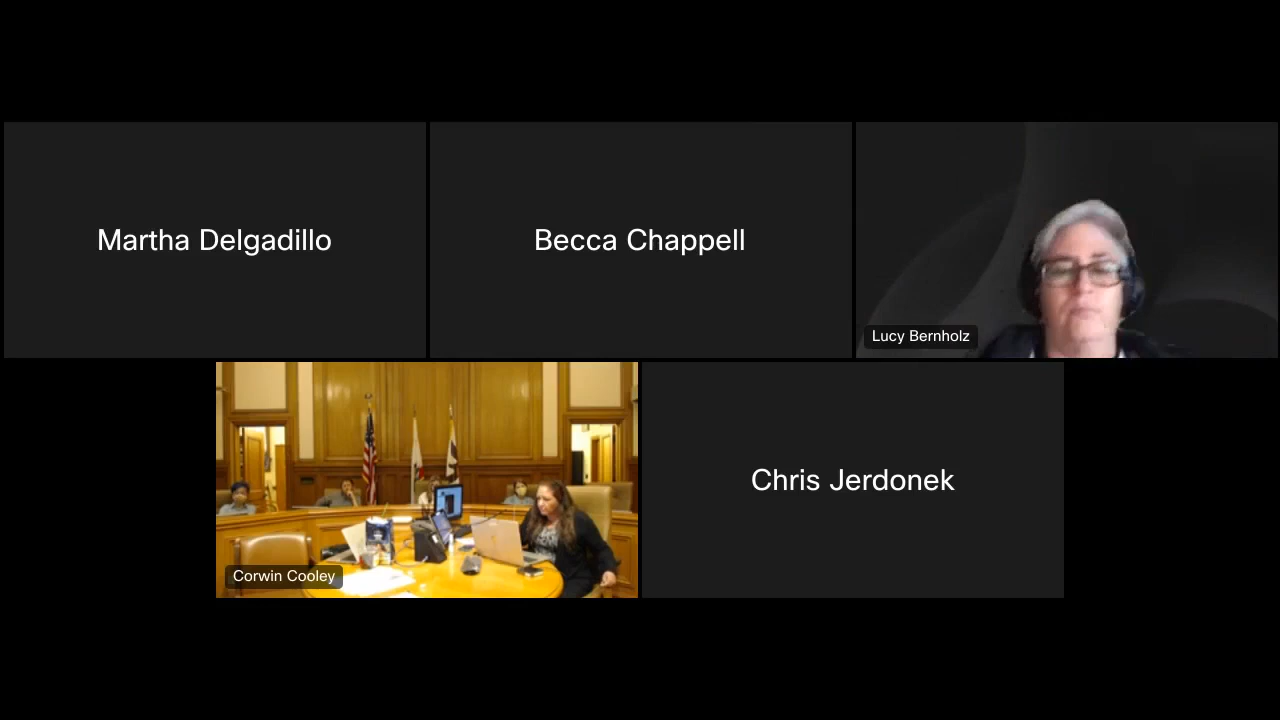 Martha Delgadillo
Becca Chappell
Lucy Bernholz
Corwin Cooley
Chris Jerdonek